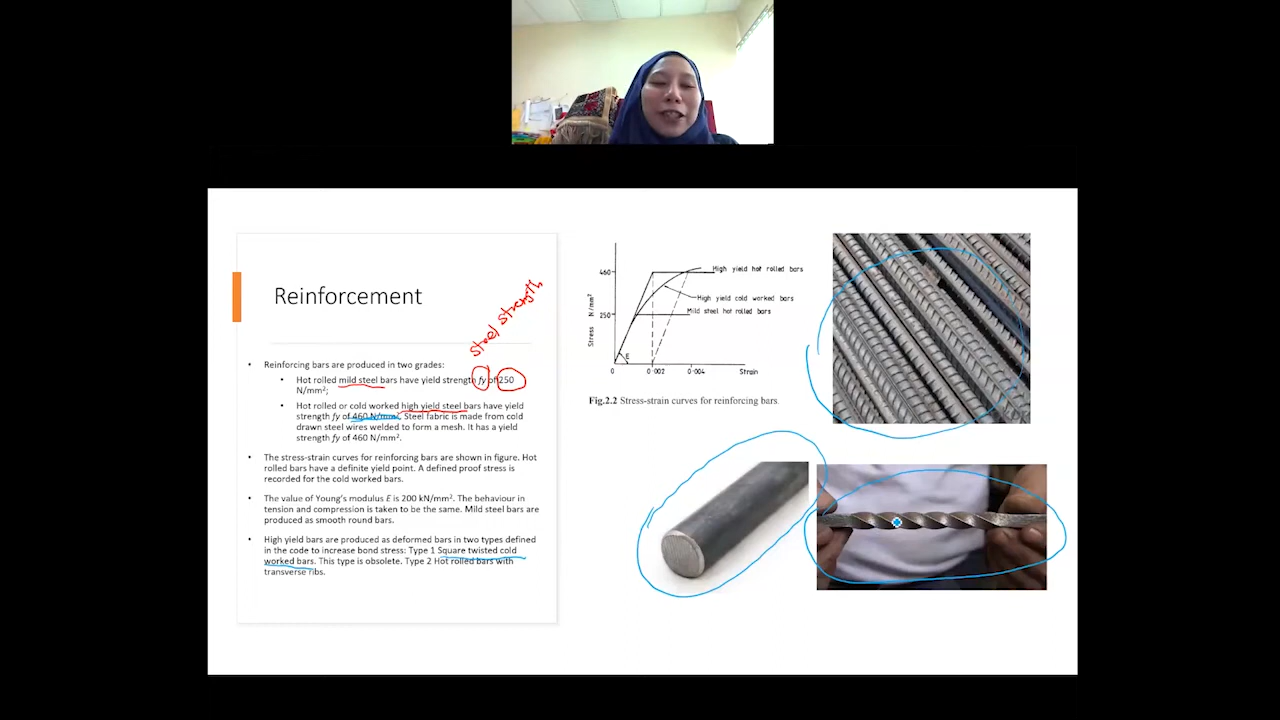 Reinforcement
steel strength
• Reinforcing bars are produced in two grades:
• Hot rolled mild steel bars have yield strength fy of 250
N/mm²;
• Hot rolled or cold worked high yield steel bars have yield
strength fy of 460 N/mm². Steel fabric is made from cold
drawn steel wires welded to form a mesh. It has a yield
strength fy of 460 N/mm².
• The stress-strain curves for reinforcing bars are shown in figure. Hot
rolled bars have a definite yield point. A defined proof stress is
recorded for the cold worked bars.
• The value of Young's modulus E is 200 kN/mm². The behaviour in
tension and compression is taken to be the same. Mild steel bars are
produced as smooth round bars.
• High yield bars are produced as deformed bars in two types defined
in the code to increase bond stress: Type 1 Square twisted cold
worked bars. This type is obsolete. Type 2 Hot rolled bars with
transverse ribs.
460
High yield hot rolled bars
High yield cold worked bars
250
Mild steel hot rolled bars
Stress N/mm²
E
0
0·002
0·004
Strain
Fig.2.2 Stress-strain curves for reinforcing bars.